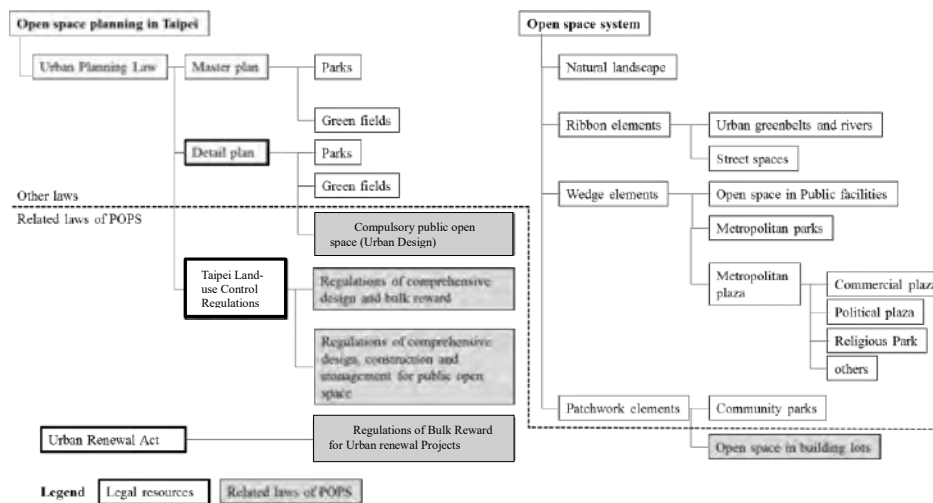 Open space planning in Taipei
Urban Planning Law
Master plan
Parks
Green fields
Detail plan
Parks
Green fields
Other laws
Related laws of POPS
Compulsory public open
space (Urban Design)
Taipei Land-
use Control
Regulations
Regulations of comprehensive
design and bulk reward
Regulations of comprehensive
design, construction and
management for public open
space
Urban Renewal Act
Regulations of Bulk Reward
for Urban renewal Projects
Legend
Legal resources
Related laws of POPS
Open space system
Natural landscape
Ribbon elements
Urban greenbelts and rivers
Street spaces
Wedge elements
Open space in Public facilities
Metropolitan parks
Metropolitan
plaza
Commercial plaza
Political plaza
Religious Park
others
Patchwork elements
Community parks
Open space in building lots